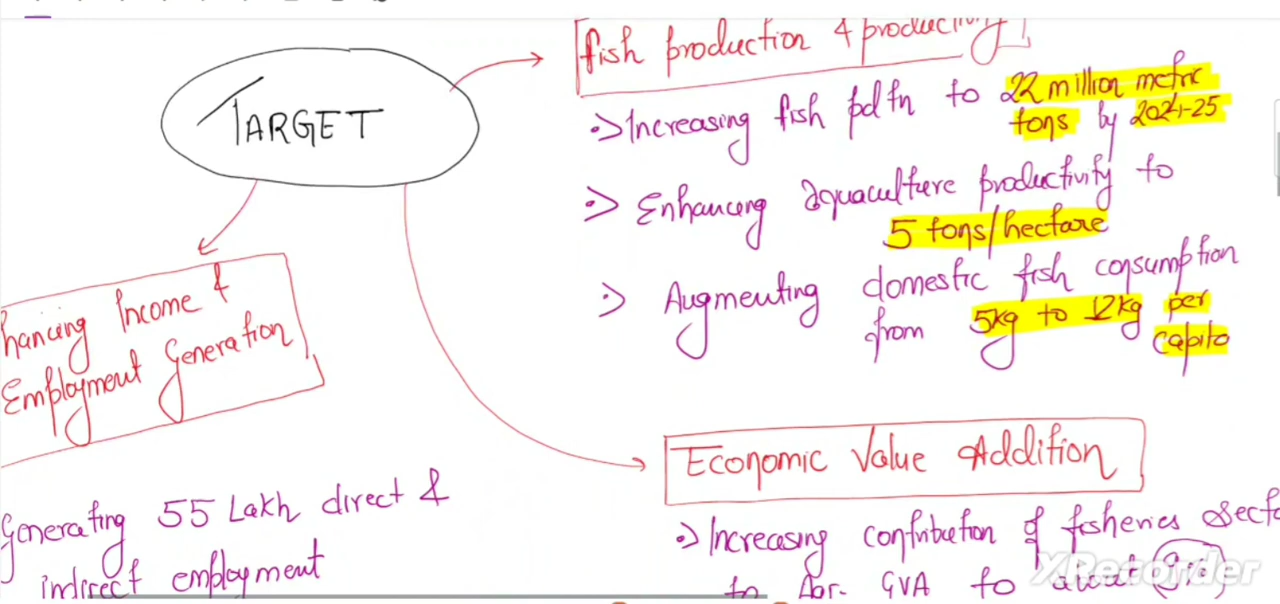 fish production & productivity
TARGET
•> Increasing fish pdtn to 22 million metric
tons by 2024-25
•> Enhancing aquaculture productivity to
5 tons/hectare
•> Augmenting domestic fish consumption
from 5kg to 12kg per
capita
hancing Income &
Employment Generation
Economic Value Addition
Generating 55 Lakh direct &
indirect employment
•> Increasing contribution of fisheries secto
to Agr. GVA to about 9%
XRecorder